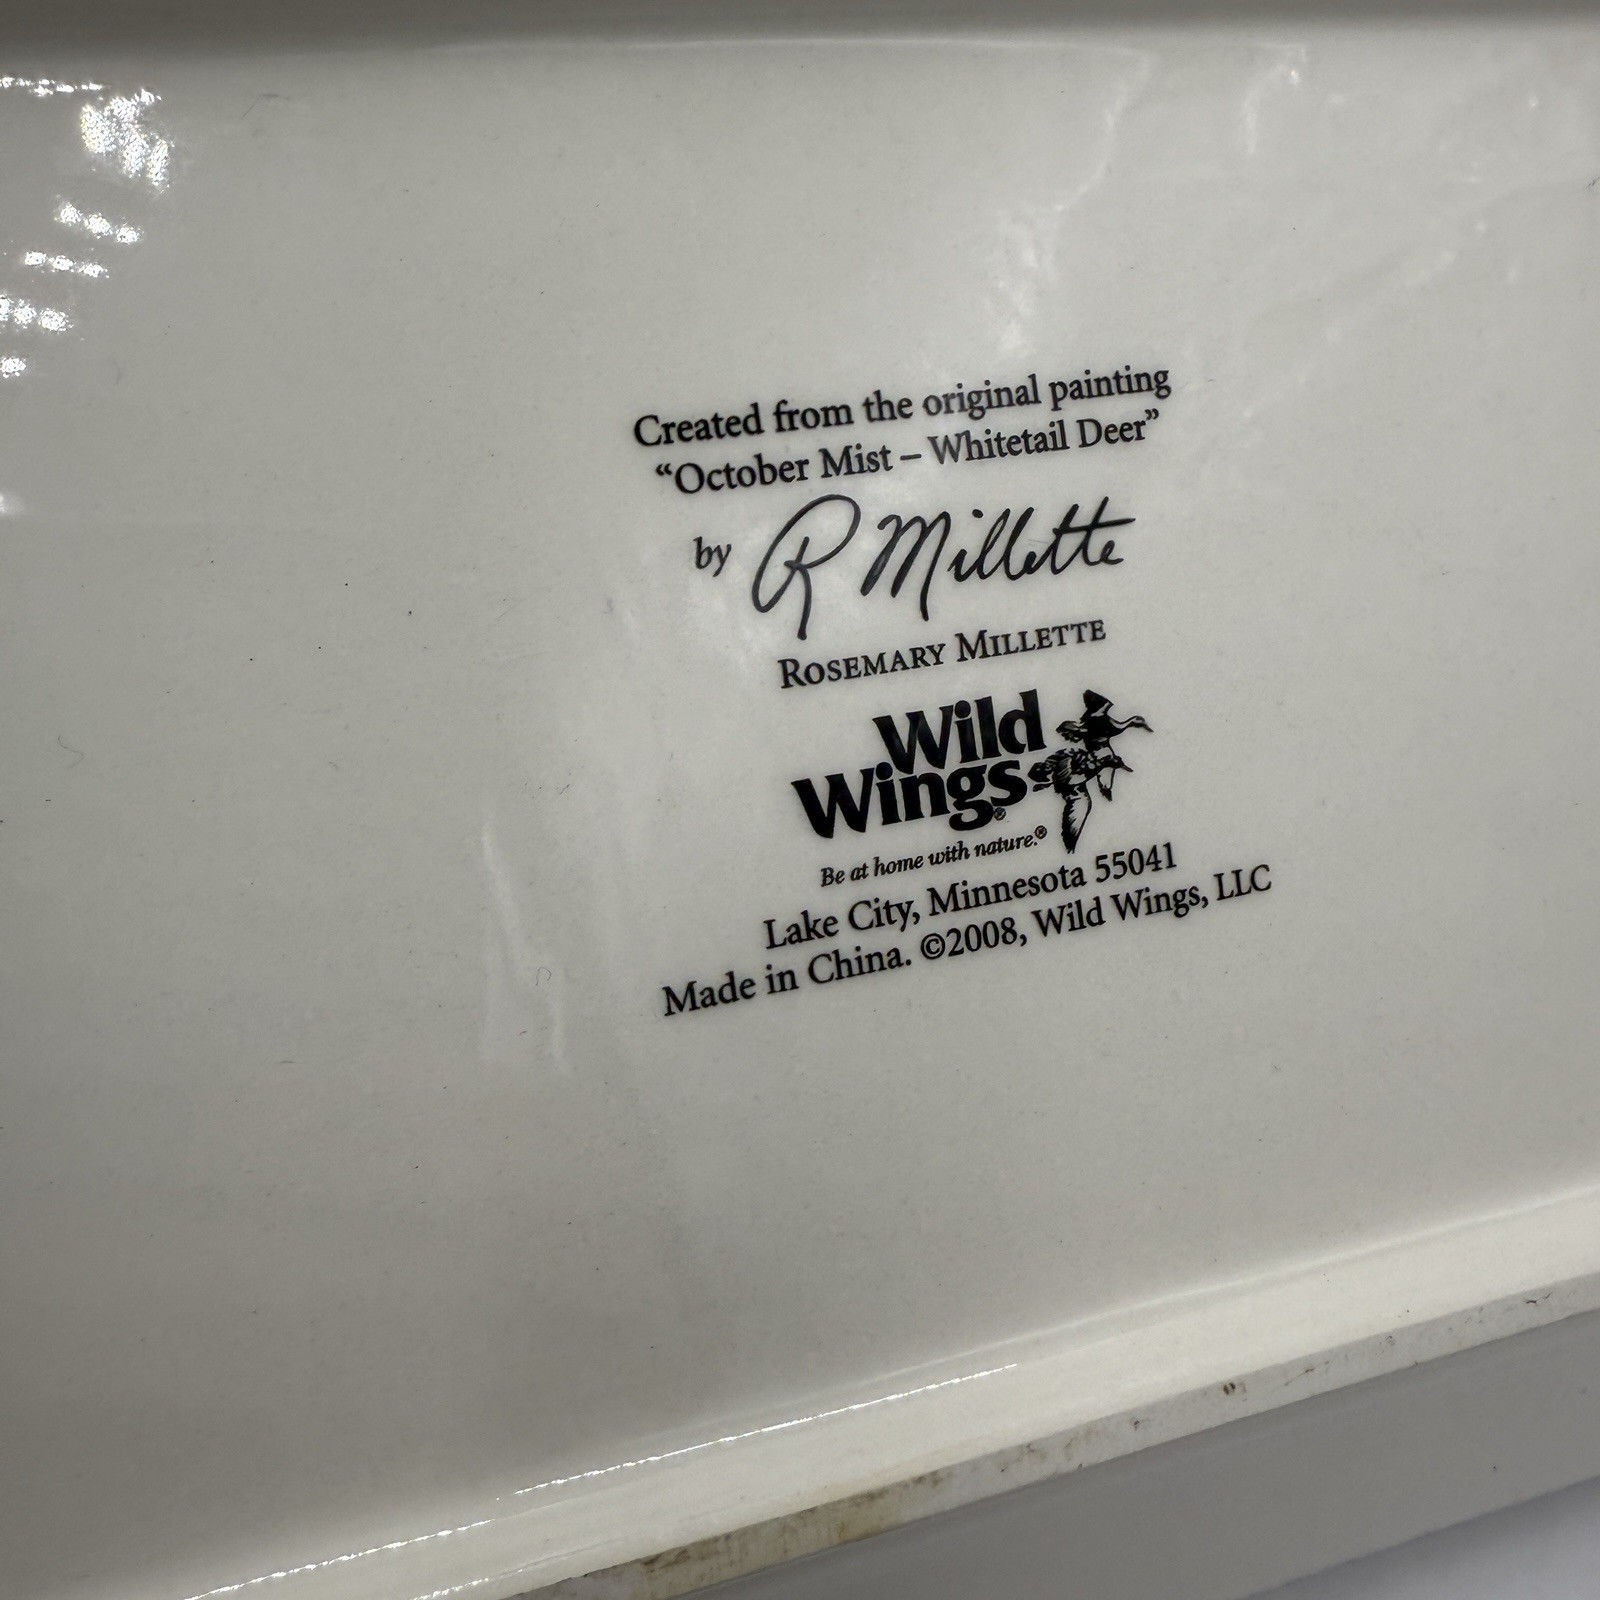 Created from the original painting
“October Mist – Whitetail Deer”
by R Millette
ROSEMARY MILLETTE
Wild
Wings®
Be at home with nature.®
Lake City, Minnesota 55041
Made in China. ©2008, Wild Wings, LLC